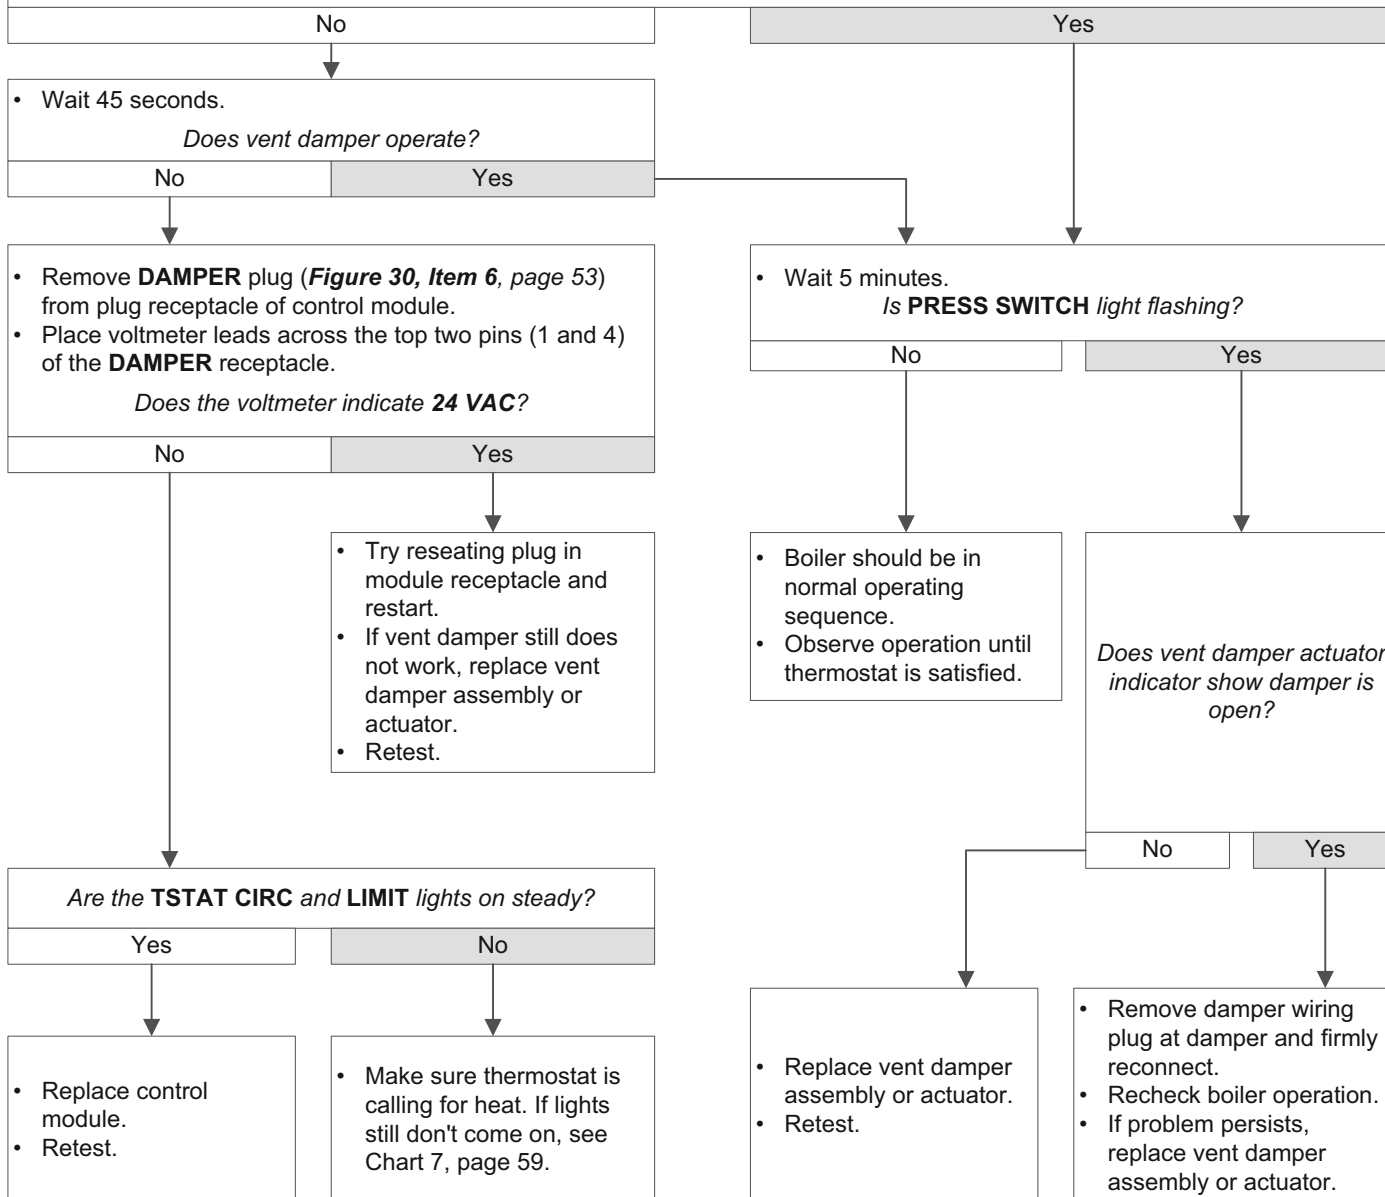 No
Yes
• Wait 45 seconds.
Does vent damper operate?
No
Yes
• Remove DAMPER plug (Figure 30, Item 6, page 53)
from plug receptacle of control module.
• Place voltmeter leads across the top two pins (1 and 4)
of the DAMPER receptacle.
Does the voltmeter indicate 24 VAC?
No
Yes
• Wait 5 minutes.
Is PRESS SWITCH light flashing?
No
Yes
• Try reseating plug in
module receptacle and
restart.
• If vent damper still does
not work, replace vent
damper assembly or
actuator.
• Retest.
• Boiler should be in
normal operating
sequence.
• Observe operation until
thermostat is satisfied.
Does vent damper actuator
indicator show damper is
open?
No
Yes
Are the TSTAT CIRC and LIMIT lights on steady?
Yes
No
• Replace control
module.
• Retest.
• Make sure thermostat is
calling for heat. If lights
still don't come on, see
Chart 7, page 59.
• Replace vent damper
assembly or actuator.
• Retest.
• Remove damper wiring
plug at damper and firmly
reconnect.
• Recheck boiler operation.
• If problem persists,
replace vent damper
assembly or actuator.